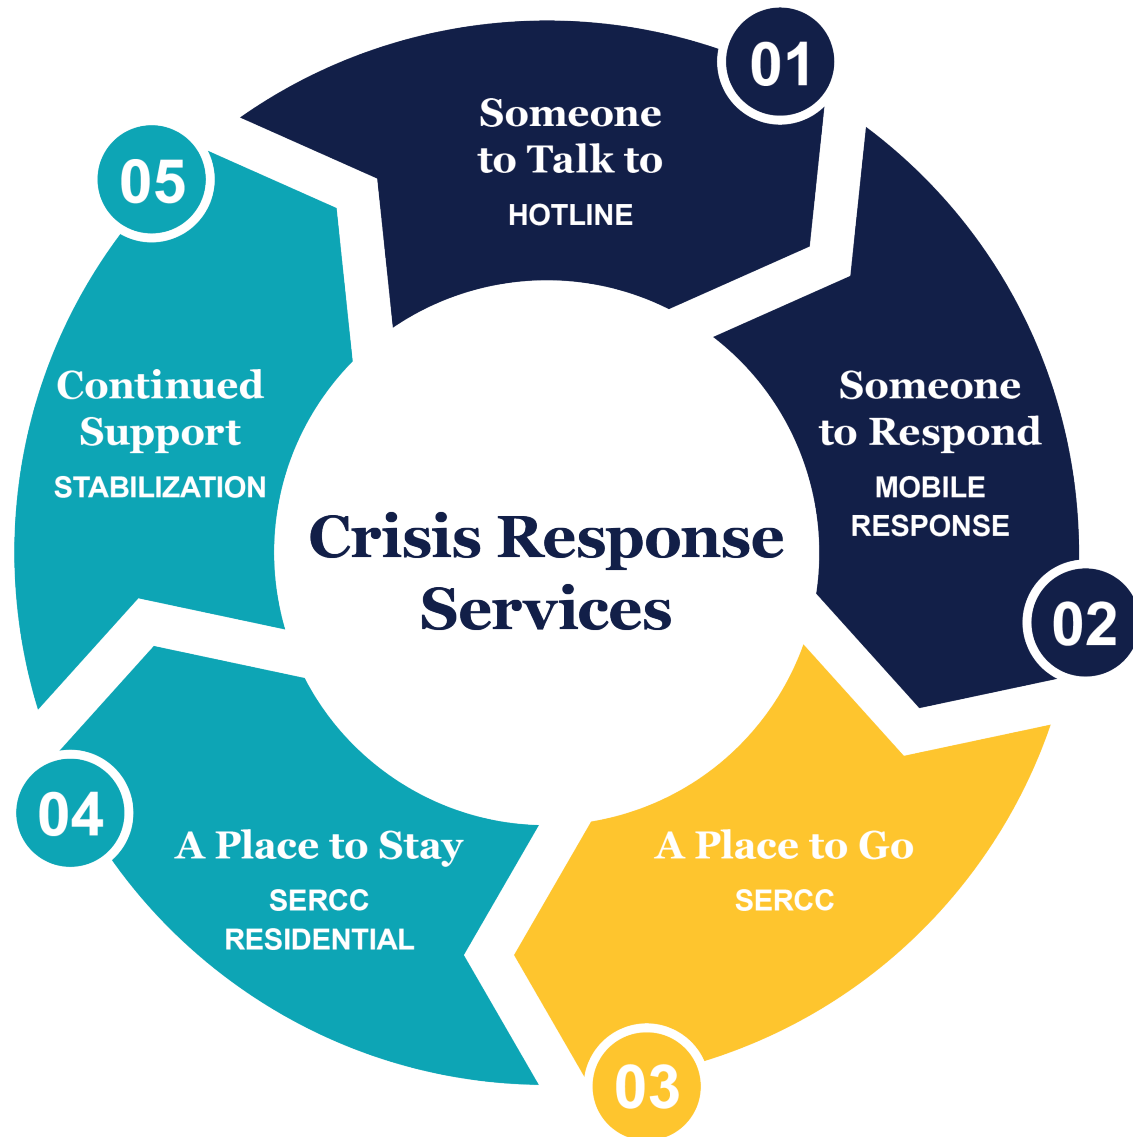 Crisis Response
Services
01
Someone
to Talk to
HOTLINE
02
Someone
to Respond
MOBILE
RESPONSE
03
A Place to Go
SERCC
04
A Place to Stay
SERCC
RESIDENTIAL
05
Continued
Support
STABILIZATION